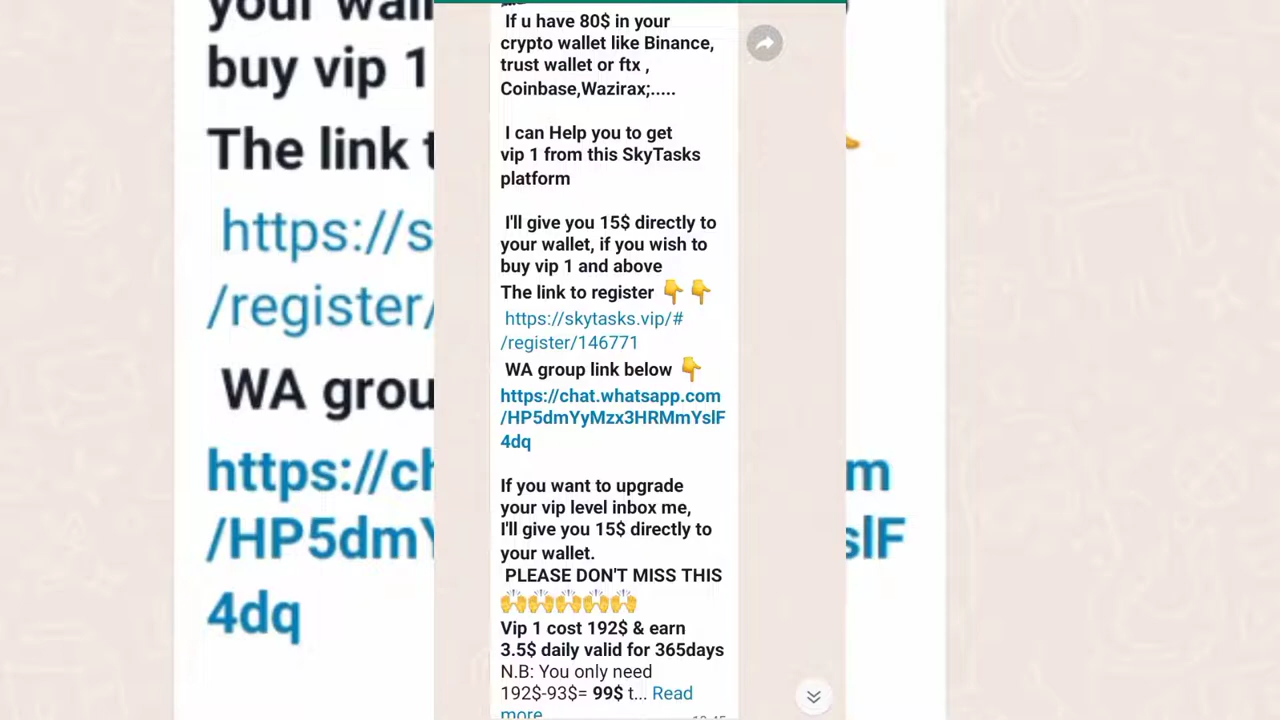 your wall
buy vip 1
The link t
https://s
/register/
WA grou
https://ch
/HP5dmY
4dq
If u have 80$ in your
crypto wallet like Binance,
trust wallet or ftx ,
Coinbase,Wazirax;.....
I can Help you to get
vip 1 from this SkyTasks
platform
I'll give you 15$ directly to
your wallet, if you wish to
buy vip 1 and above
The link to register 👇👇
https://skytasks.vip/#
/register/146771
WA group link below 👇
https://chat.whatsapp.com
/HP5dmYyMzx3HRMmYslF
4dq
If you want to upgrade
your vip level inbox me,
I'll give you 15$ directly to
your wallet.
PLEASE DON'T MISS THIS
🙌🙌🙌🙌🙌
Vip 1 cost 192$ & earn
3.5$ daily valid for 365days
N.B: You only need
192$-93$= 99$ t... Read
more
m
slF